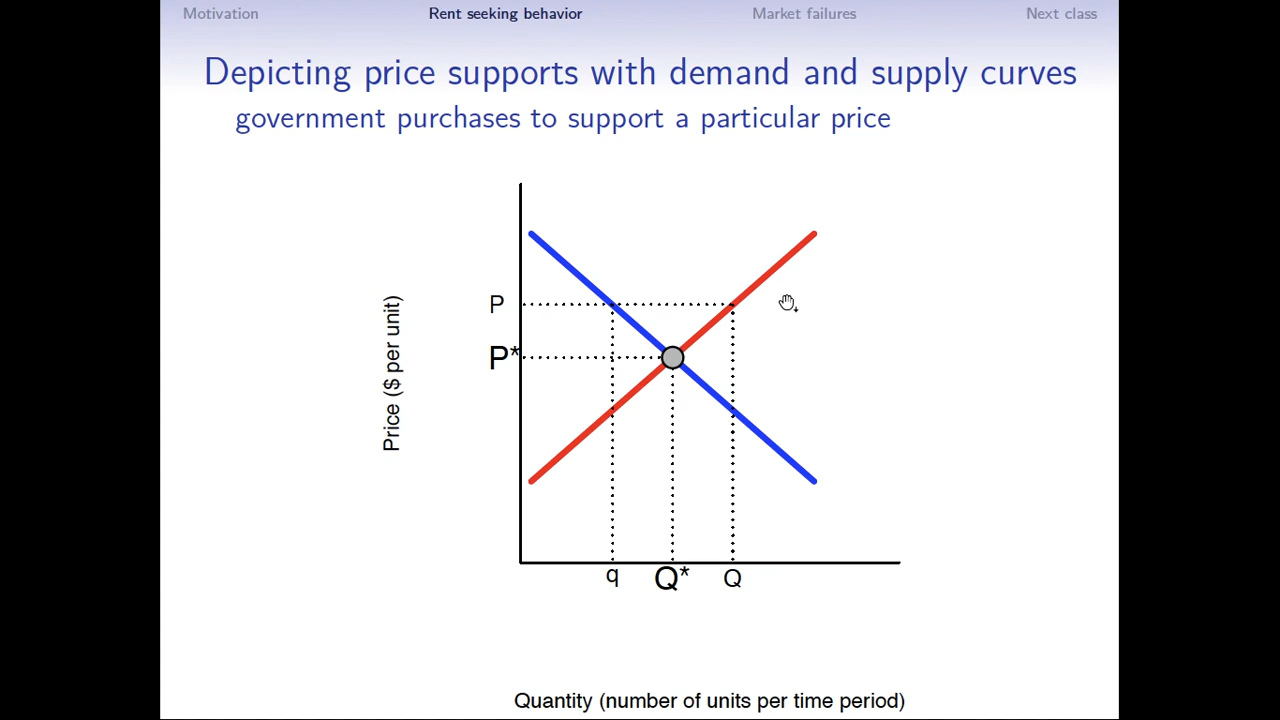 Motivation Rent seeking behavior Market failures Next class
Depicting price supports with demand and supply curves
government purchases to support a particular price
Price ($ per unit)
P
P*
q Q* Q
Quantity (number of units per time period)